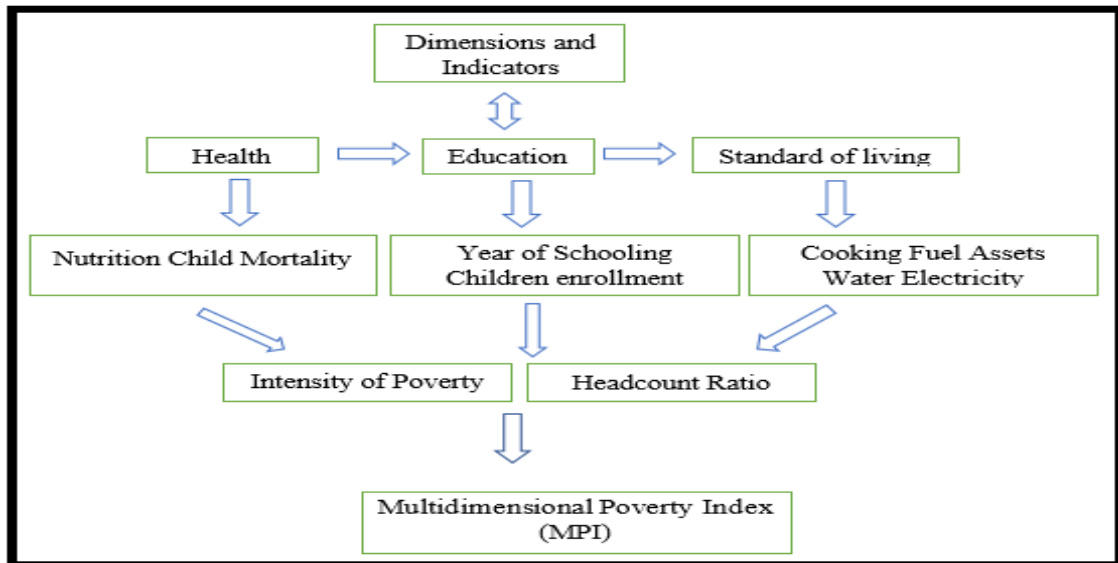 Dimensions and
Indicators
Health
Education
Standard of living
Nutrition Child Mortality
Year of Schooling
Children enrollment
Cooking Fuel Assets
Water Electricity
Intensity of Poverty
Headcount Ratio
Multidimensional Poverty Index
(MPI)